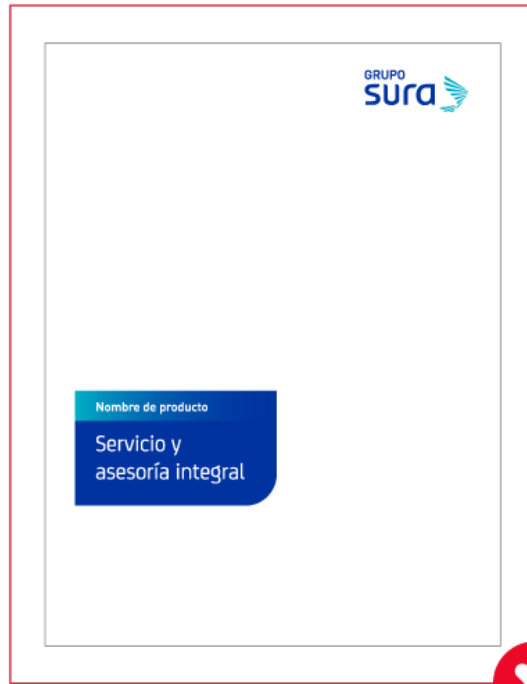 GRUPO
sura
Nombre de producto
Servicio y
asesoría integral